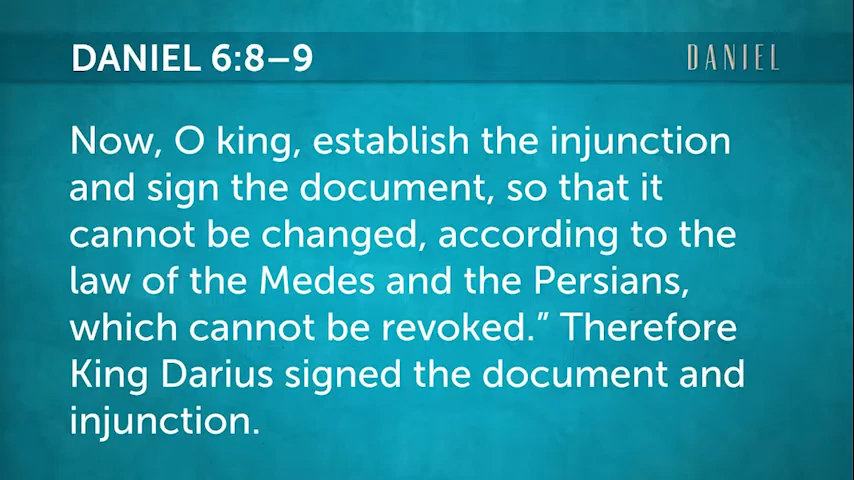 DANIEL 6:8–9
DANIEL
Now, O king, establish the injunction
and sign the document, so that it
cannot be changed, according to the
law of the Medes and the Persians,
which cannot be revoked.” Therefore
King Darius signed the document and
injunction.